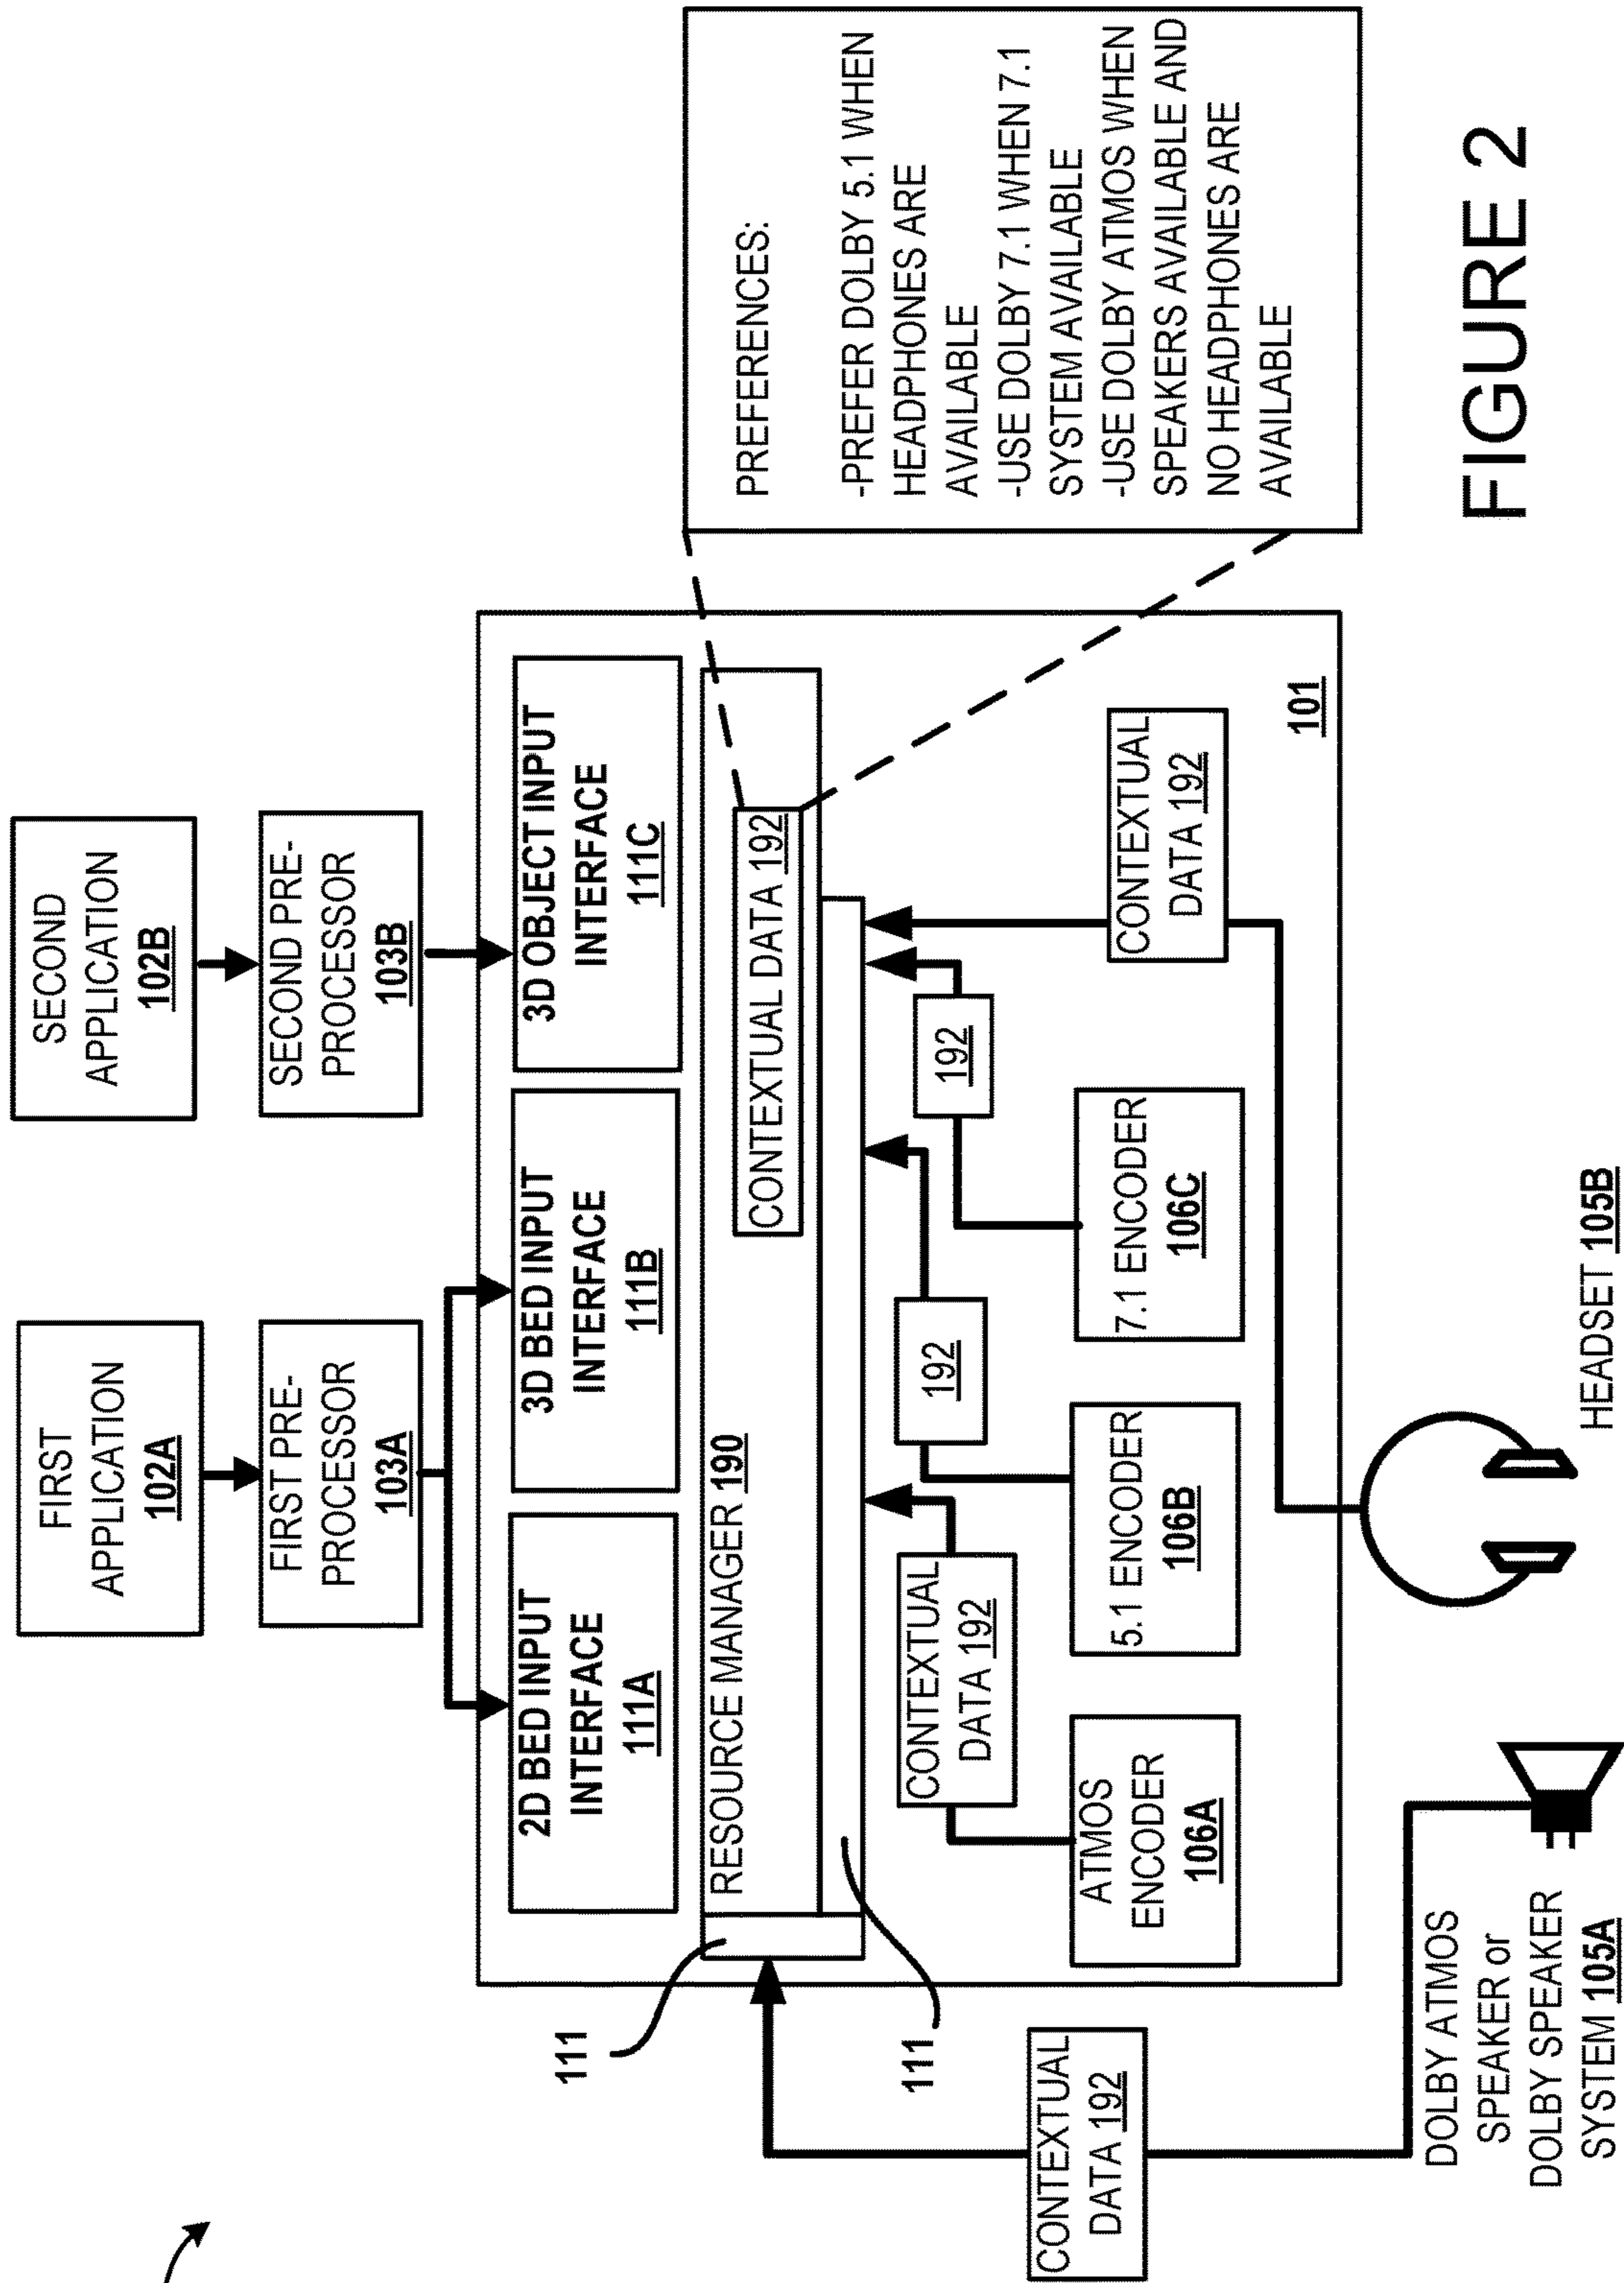 FIRST
APPLICATION
102A
SECOND
APPLICATION
102B
FIRST PRE-
PROCESSOR
103A
SECOND PRE-
PROCESSOR
103B
2D BED INPUT
INTERFACE
111A
3D BED INPUT
INTERFACE
111B
3D OBJECT INPUT
INTERFACE
111C
111
RESOURCE MANAGER 190
CONTEXTUAL DATA 192
111
CONTEXTUAL
DATA 192
CONTEXTUAL
DATA 192
192
192
CONTEXTUAL
DATA 192
ATMOS
ENCODER
106A
5.1 ENCODER
106B
7.1 ENCODER
106C
101
DOLBY ATMOS
SPEAKER or
DOLBY SPEAKER
SYSTEM 105A
HEADSET 105B
PREFERENCES:
-PREFER DOLBY 5.1 WHEN
HEADPHONES ARE
AVAILABLE
-USE DOLBY 7.1 WHEN 7.1
SYSTEM AVAILABLE
-USE DOLBY ATMOS WHEN
SPEAKERS AVAILABLE AND
NO HEADPHONES ARE
AVAILABLE
FIGURE 2